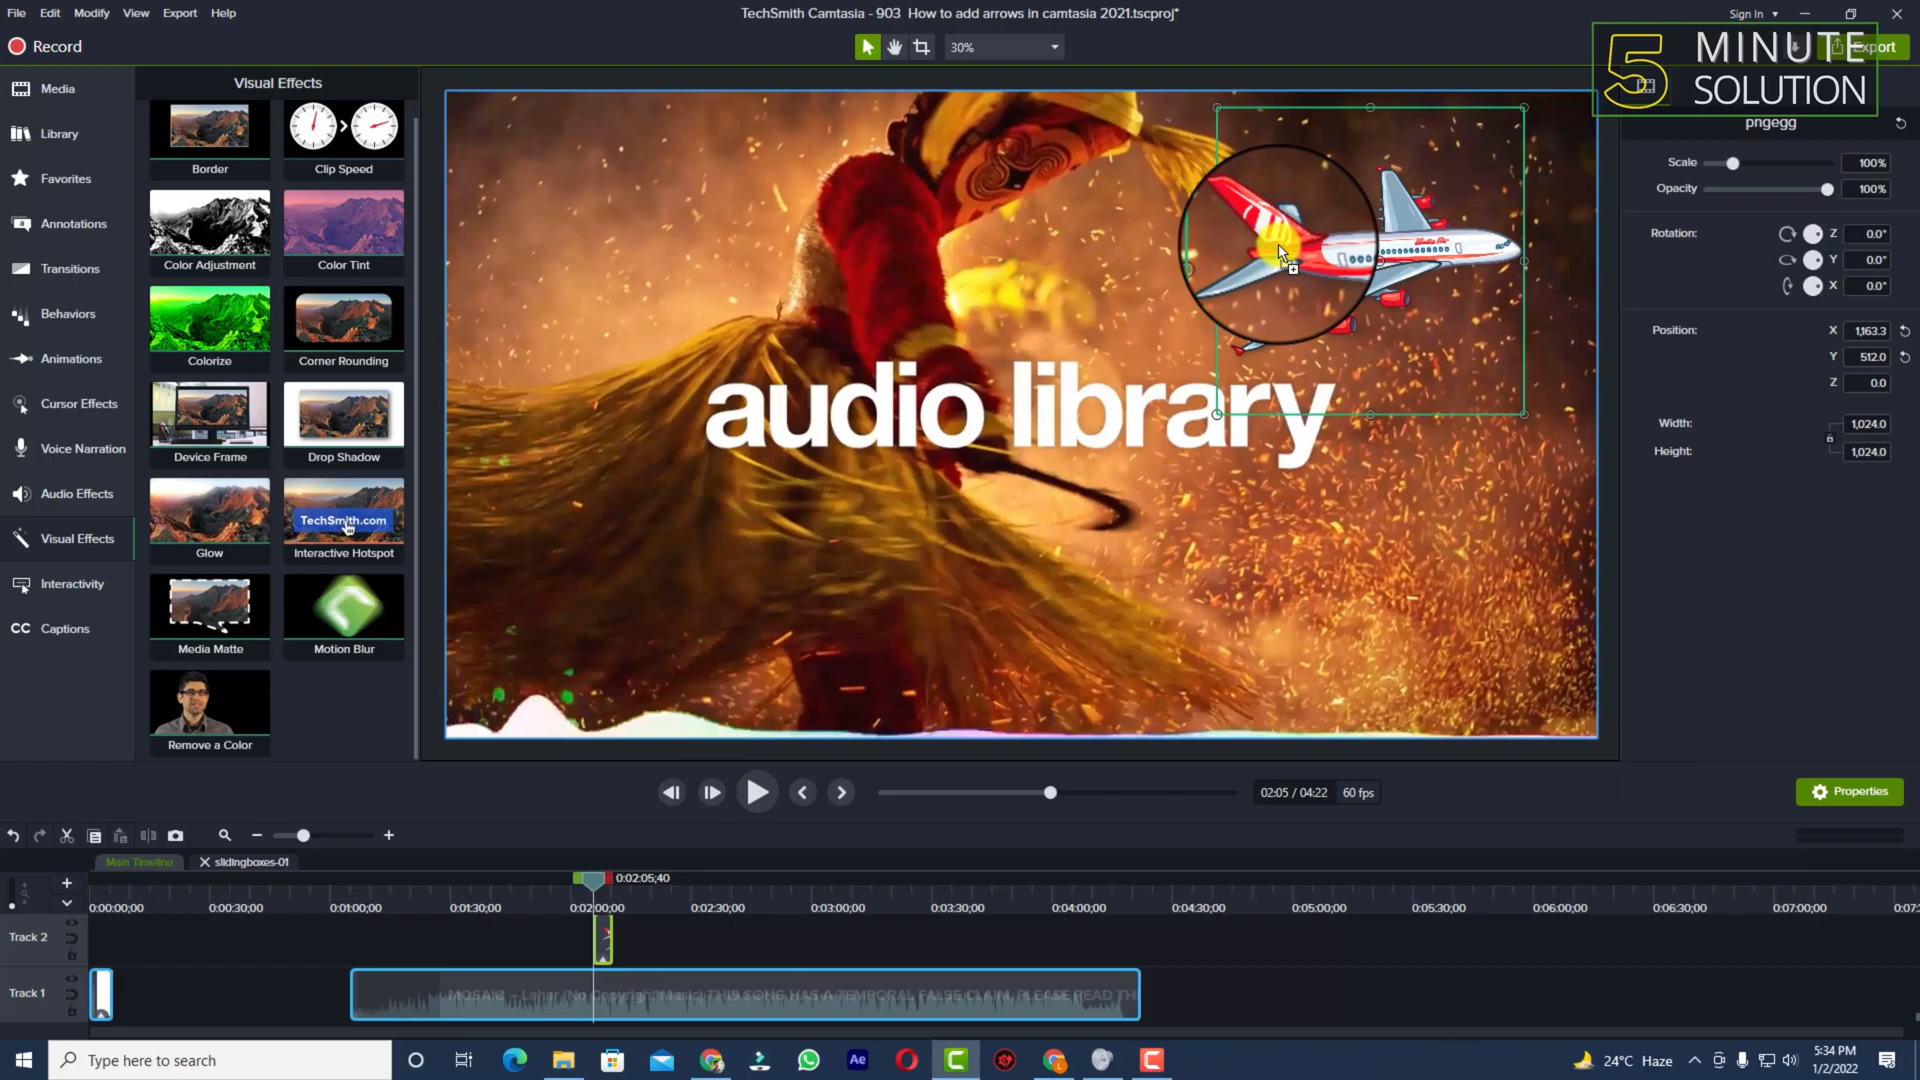 File Edit Modify View Export Help
TechSmith Camtasia - 903 How to add arrows in camtasia 2021.tscproj*
Sign In
Record
30%
Export
5 MINUTE
SOLUTION
Media
Library
Favorites
Annotations
Transitions
Behaviors
Animations
Cursor Effects
Voice Narration
Audio Effects
Visual Effects
Interactivity
CC Captions
Visual Effects
Border Clip Speed
Color Adjustment Color Tint
Colorize Corner Rounding
Device Frame Drop Shadow
TechSmith.com
Glow Interactive Hotspot
Media Matte Motion Blur
Remove a Color
audio library
pngegg
Scale 100%
Opacity 100%
Rotation: Z 0.0°
Y 0.0°
X 0.0°
Position: X 1,163.3
Y 512.0
Z 0.0
Width: 1,024.0
Height: 1,024.0
02:05 / 04:22 60 fps
Properties
Main Timeline slidingboxes-01
0:02:05;40
0:00:00;00 0:00:30;00 0:01:00;00 0:01:30;00 0:02:00;00 0:02:30;00 0:03:00;00 0:03:30;00 0:04:00;00 0:04:30;00 0:05:00;00 0:05:30;00 0:06:00;00 0:06:30;00 0:07:00;00 0:07:
Track 2
Track 1
MOSAIC - Lahar (No Copyright Music) THIS SONG HAS A TEMPORAL FALSE CLAIM, PLEASE READ TH
Type here to search
Ae
24°C Haze
5:34 PM
1/2/2022